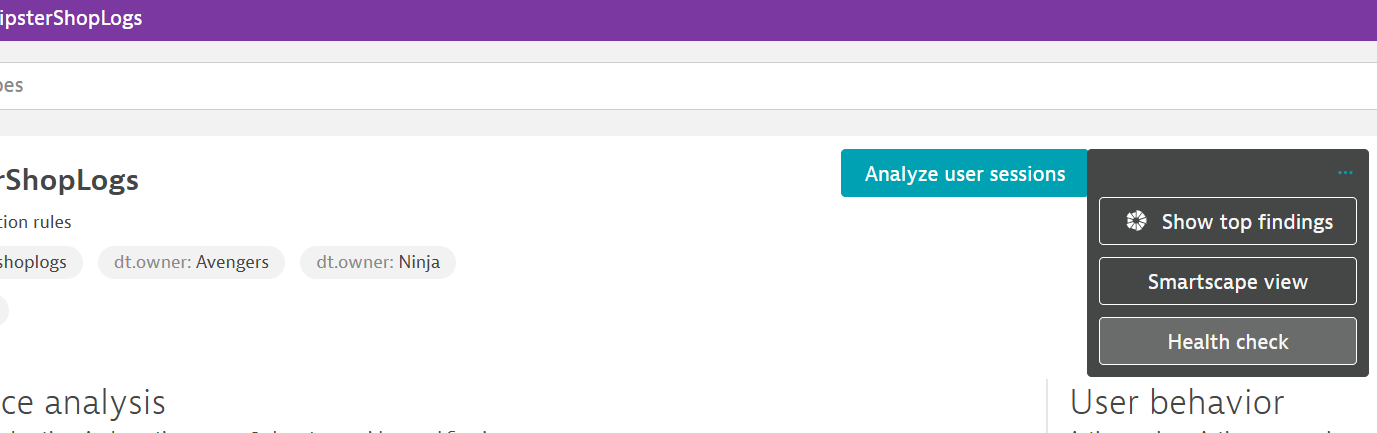 ipsterShopLogs
pes
rShopLogs
Analyze user sessions
...
Show top findings
tion rules
shoplogs
dt.owner: Avengers
dt.owner: Ninja
Smartscape view
Health check
ce analysis
User behavior